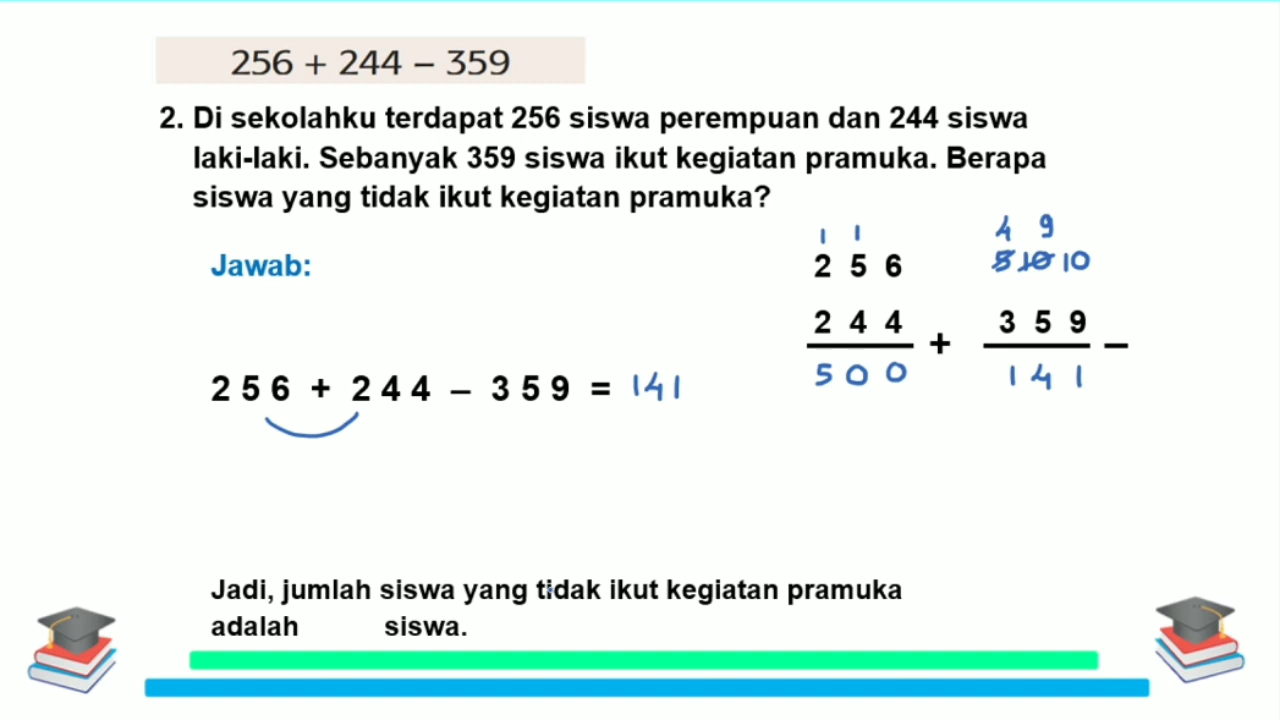 256 + 244 – 359
2. Di sekolahku terdapat 256 siswa perempuan dan 244 siswa
laki-laki. Sebanyak 359 siswa ikut kegiatan pramuka. Berapa
siswa yang tidak ikut kegiatan pramuka?
Jawab:
1 1
2 5 6
2 4 4 +
5 0 0
4 9
5 10 10
3 5 9 –
1 4 1
2 5 6 + 2 4 4 – 3 5 9 = 141
Jadi, jumlah siswa yang tidak ikut kegiatan pramuka
adalah siswa.